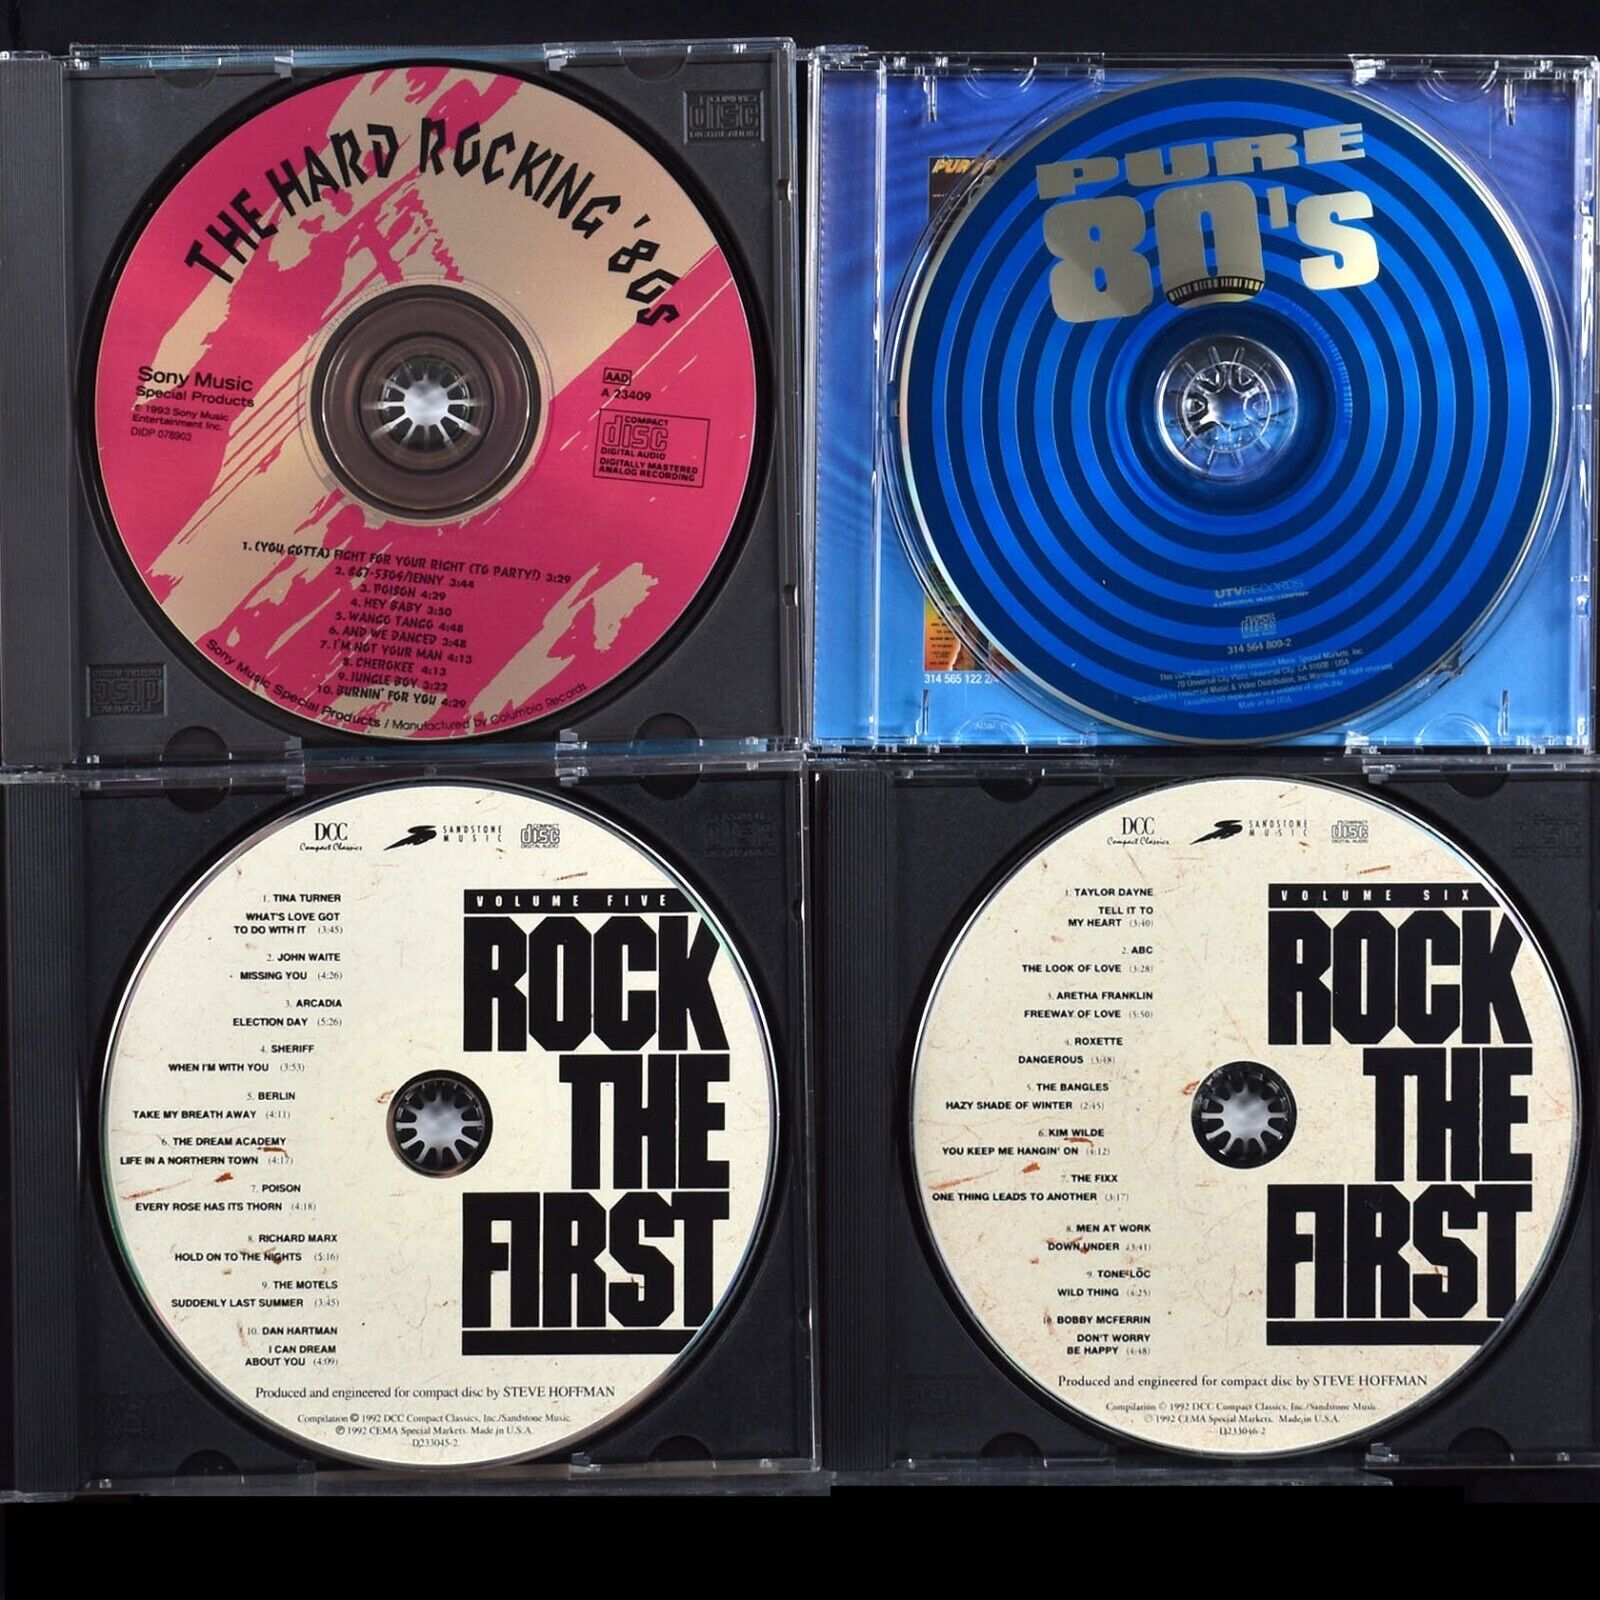 THE HARD ROCKING '80S
Sony Music
Special Products
© 1993 Sony Music
Entertainment Inc.
DIDP 078903
AAD
A 23409
COMPACT
disc
DIGITAL AUDIO
DIGITALLY MASTERED
ANALOG RECORDING
1. (YOU GOTTA) FIGHT FOR YOUR RIGHT (TO PARTY!) 3:29
2. 867-5309/JENNY 3:44
3. POISON 4:29
4. HEY BABY 3:50
5. WANGO TANGO 4:48
6. AND WE DANCED 3:48
7. I'M NOT YOUR MAN 4:13
8. CHEROKEE 4:13
9. JUNGLE BOY 3:22
10. BURNIN' FOR YOU 4:29
Sony Music Special Products / Manufactured by Columbia Records
COMPACT
disc
DIGITAL AUDIO
PURE
80'S
UTV RECORDS
A UNIVERSAL MUSIC COMPANY
disc
314 564 809-2
314 565 122 2
DCC
Compact Classics
SANDSTONE
MUSIC
COMPACT
disc
DIGITAL AUDIO
VOLUME FIVE
ROCK
THE
FIRST
1. TINA TURNER
WHAT'S LOVE GOT
TO DO WITH IT (3:45)
2. JOHN WAITE
MISSING YOU (4:26)
3. ARCADIA
ELECTION DAY (5:26)
4. SHERIFF
WHEN I'M WITH YOU (3:53)
5. BERLIN
TAKE MY BREATH AWAY (4:11)
6. THE DREAM ACADEMY
LIFE IN A NORTHERN TOWN (4:17)
7. POISON
EVERY ROSE HAS ITS THORN (4:18)
8. RICHARD MARX
HOLD ON TO THE NIGHTS (5:16)
9. THE MOTELS
SUDDENLY LAST SUMMER (3:45)
10. DAN HARTMAN
I CAN DREAM
ABOUT YOU (4:09)
Produced and engineered for compact disc by STEVE HOFFMAN
Compilation © 1992 DCC Compact Classics, Inc./Sandstone Music.
℗ 1992 CEMA Special Markets. Made in U.S.A.
D233045-2
DCC
Compact Classics
SANDSTONE
MUSIC
COMPACT
disc
DIGITAL AUDIO
VOLUME SIX
ROCK
THE
FIRST
1. TAYLOR DAYNE
TELL IT TO
MY HEART (3:40)
2. ABC
THE LOOK OF LOVE (3:28)
3. ARETHA FRANKLIN
FREEWAY OF LOVE (5:50)
4. ROXETTE
DANGEROUS (3:48)
5. THE BANGLES
HAZY SHADE OF WINTER (2:45)
6. KIM WILDE
YOU KEEP ME HANGIN' ON (4:12)
7. THE FIXX
ONE THING LEADS TO ANOTHER (3:17)
8. MEN AT WORK
DOWN UNDER (3:41)
9. TONE-LŌC
WILD THING (4:25)
10. BOBBY MCFERRIN
DON'T WORRY
BE HAPPY (4:48)
Produced and engineered for compact disc by STEVE HOFFMAN
Compilation © 1992 DCC Compact Classics, Inc./Sandstone Music.
℗ 1992 CEMA Special Markets. Made in U.S.A.
D233046-2